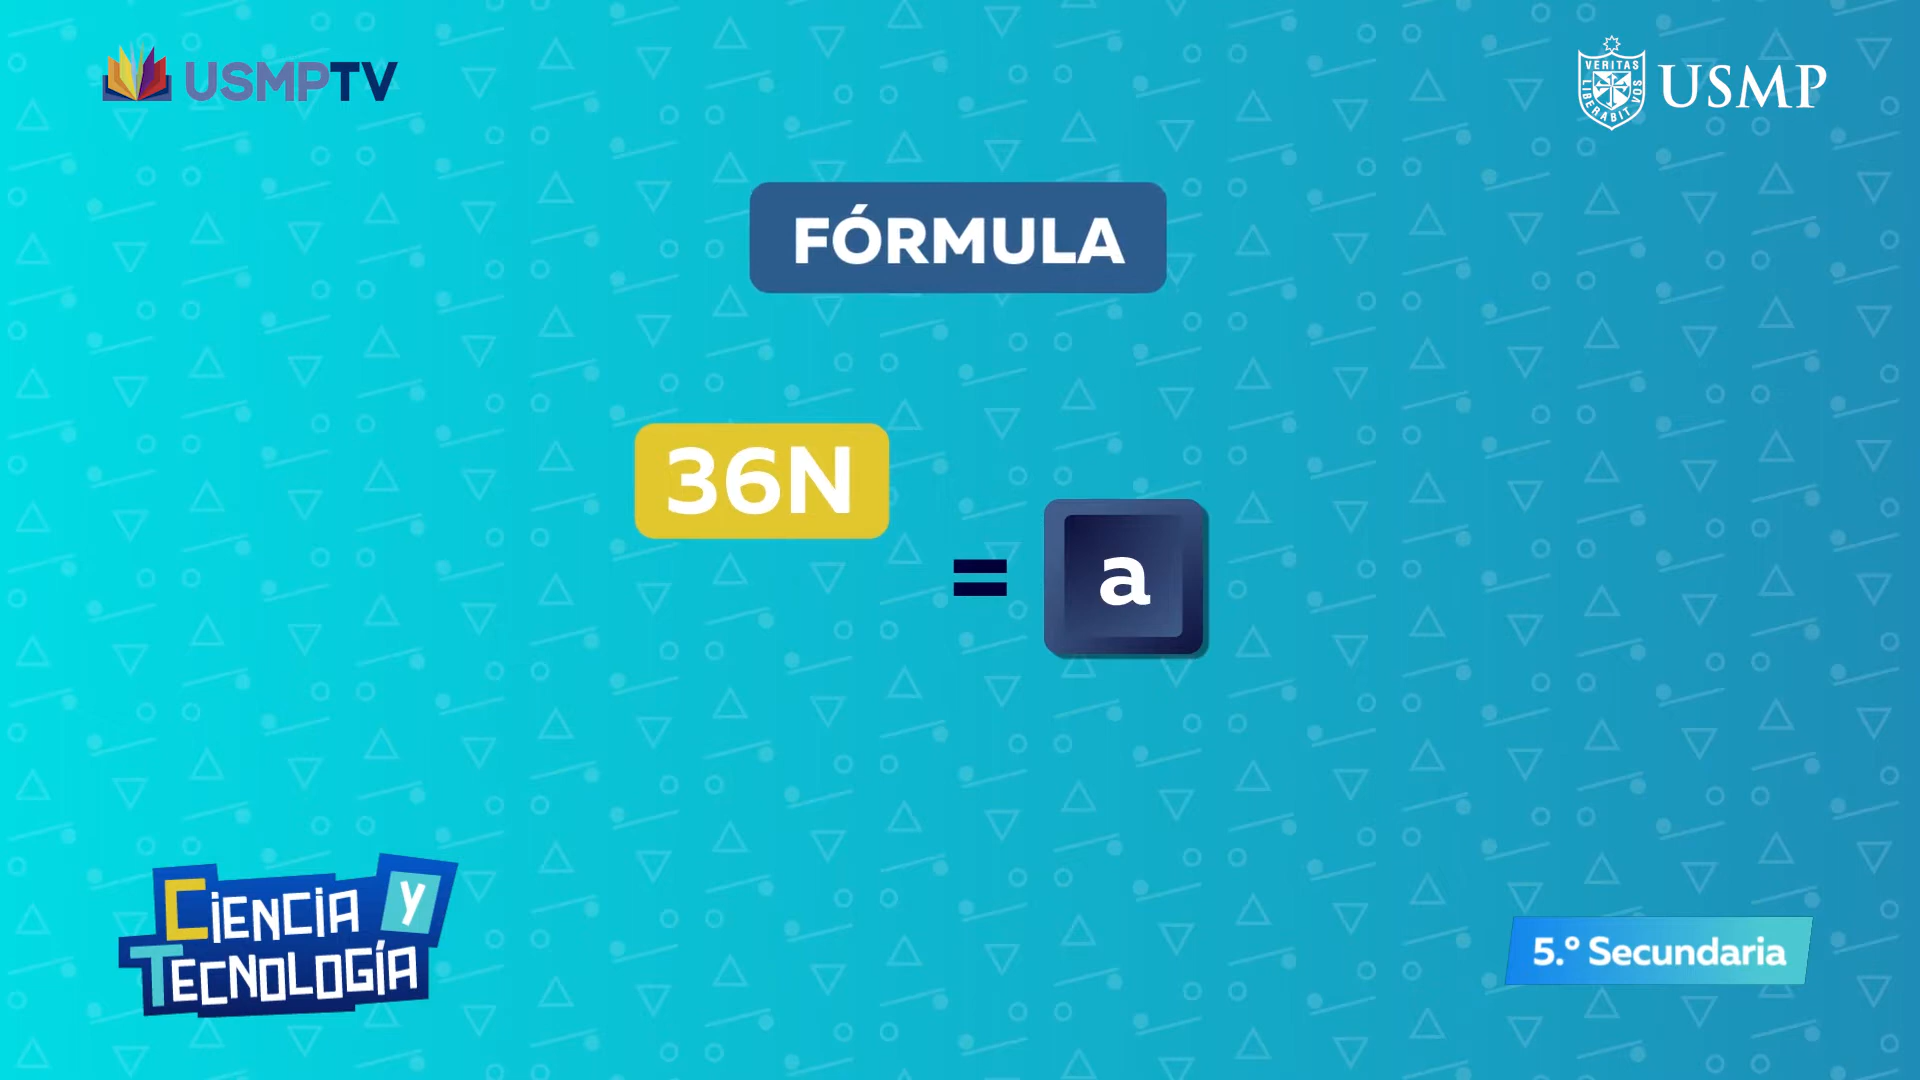 USMPTV
VERITAS
LIBERABIT VOS
USMP
FÓRMULA
36N
= a
CIENCIA Y
TECNOLOGÍA
5.º Secundaria